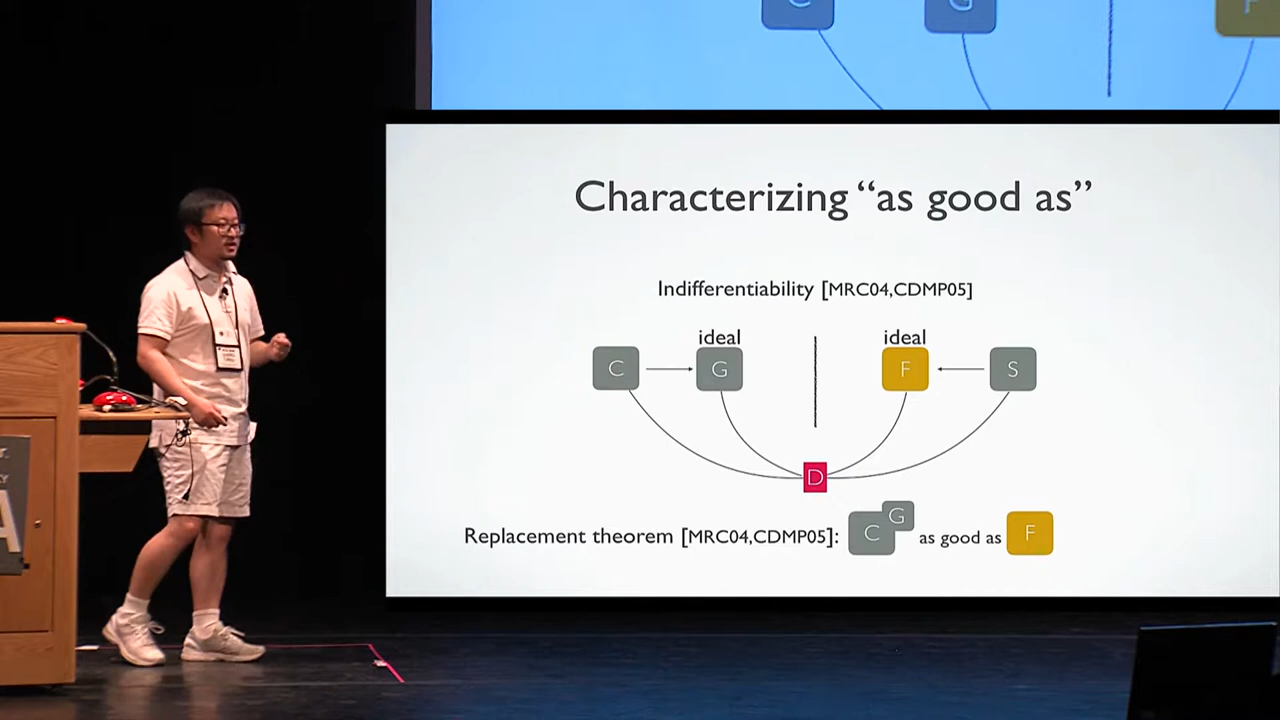 C G F
Characterizing “as good as”
Indifferentiability [MRC04,CDMP05]
ideal ideal
C G F S
D
Replacement theorem [MRC04,CDMP05]: C G as good as F
A